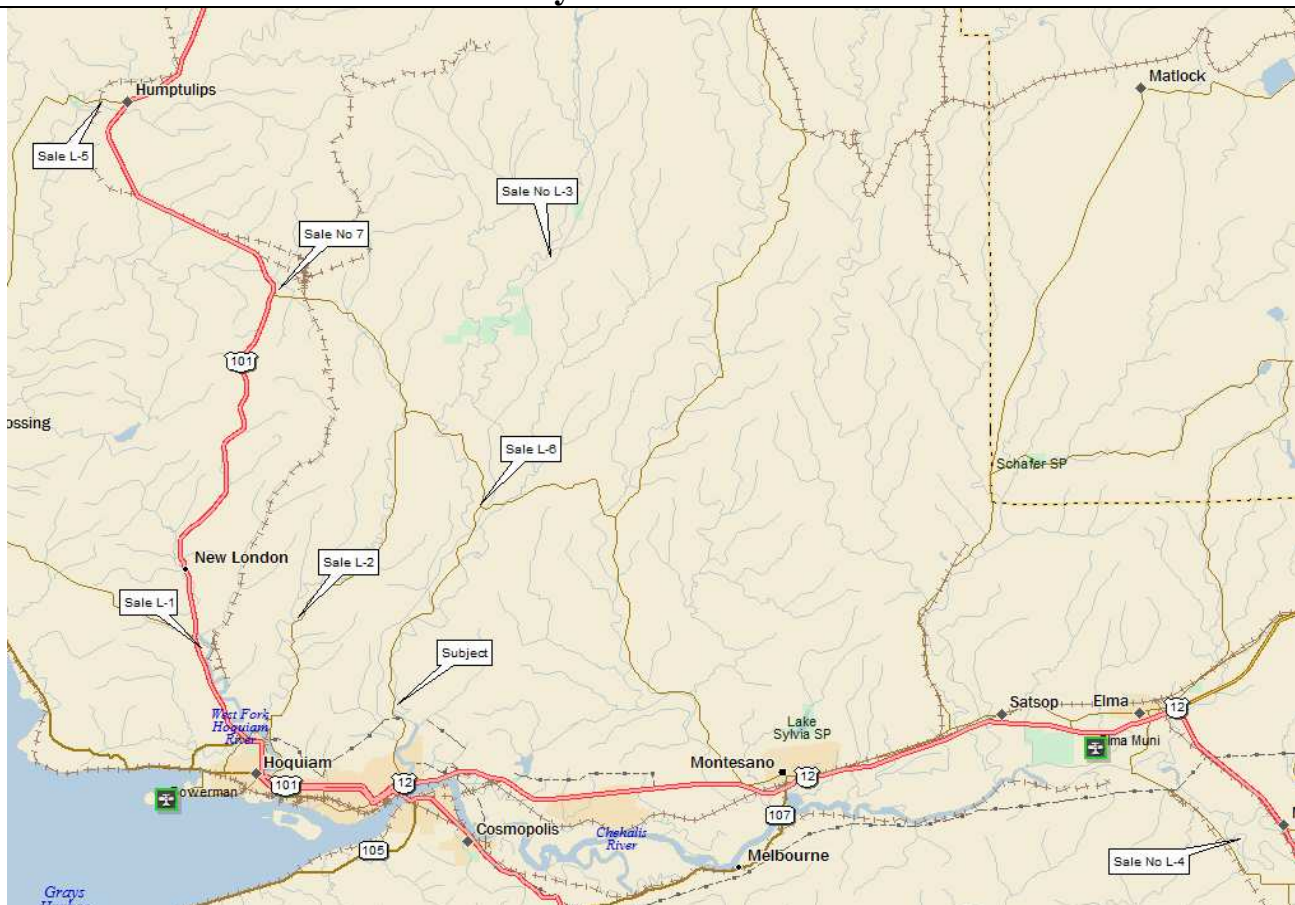 Humptulips
Matlock
Sale L-5
Sale No L-3
Sale No 7
101
ossing
Sale L-6
Schafer SP
New London
Sale L-2
Sale L-1
Subject
West Fork
Hoquiam
River
Satsop
Elma
12
Lake
Sylvia SP
Montesano
12
Hoquiam
101
12
107
Cosmopolis
Chehalis
River
105
Melbourne
Sale No L-4
Grays